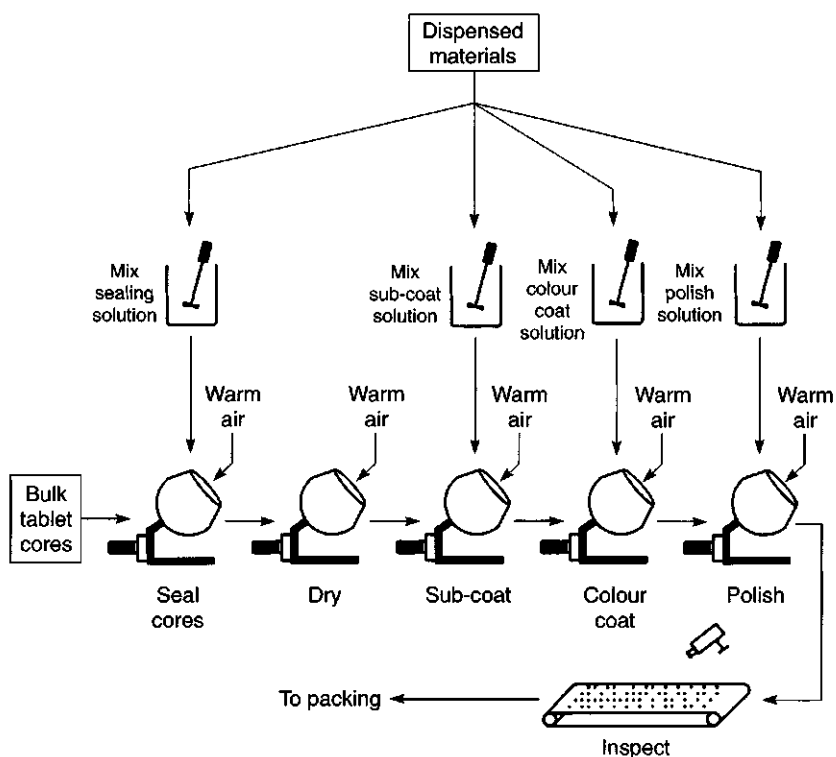 Dispensed
materials
Mix
sealing
solution
Mix
sub-coat
solution
Mix
colour
coat
solution
Mix
polish
solution
Warm
air
Warm
air
Warm
air
Warm
air
Warm
air
Bulk
tablet
cores
Seal
cores
Dry
Sub-coat
Colour
coat
Polish
To packing
Inspect